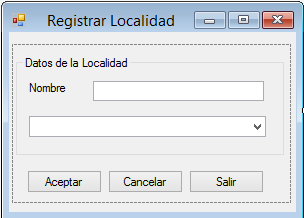 Registrar Localidad
Datos de la Localidad
Nombre
Aceptar Cancelar Salir